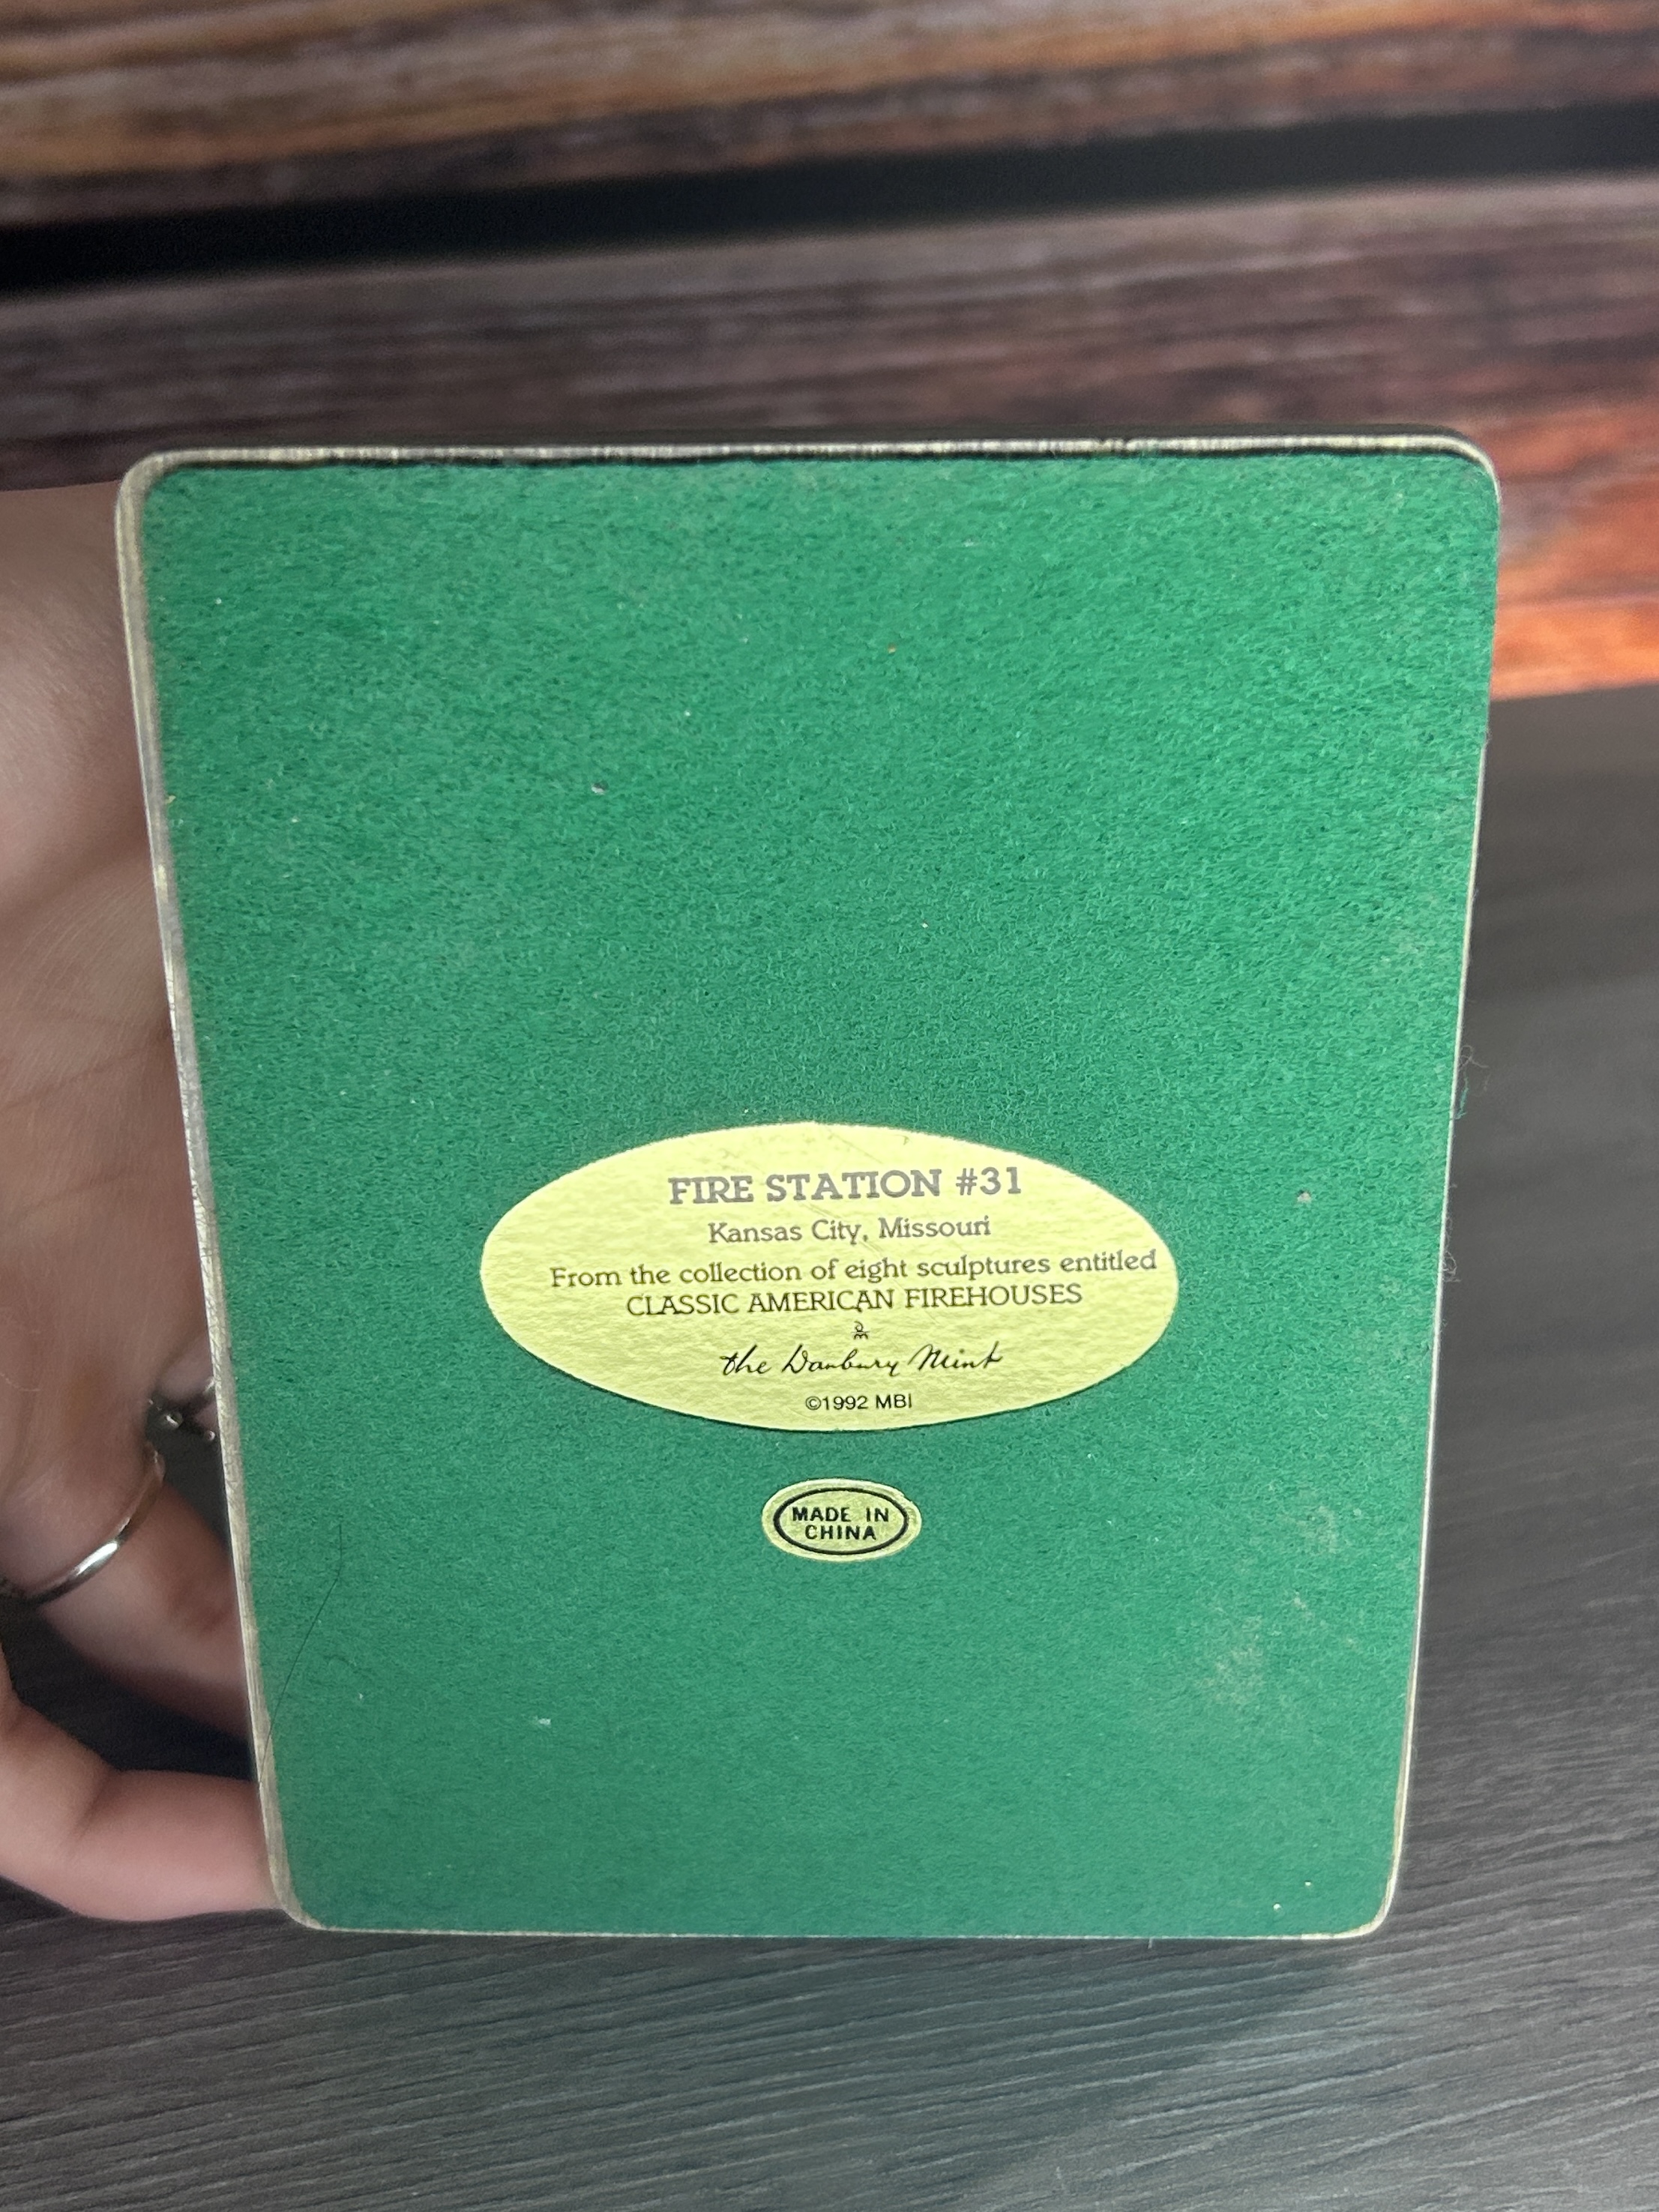 FIRE STATION #31
Kansas City, Missouri
From the collection of eight sculptures entitled
CLASSIC AMERICAN FIREHOUSES
the Danbury Mint
©1992 MBI
MADE IN
CHINA